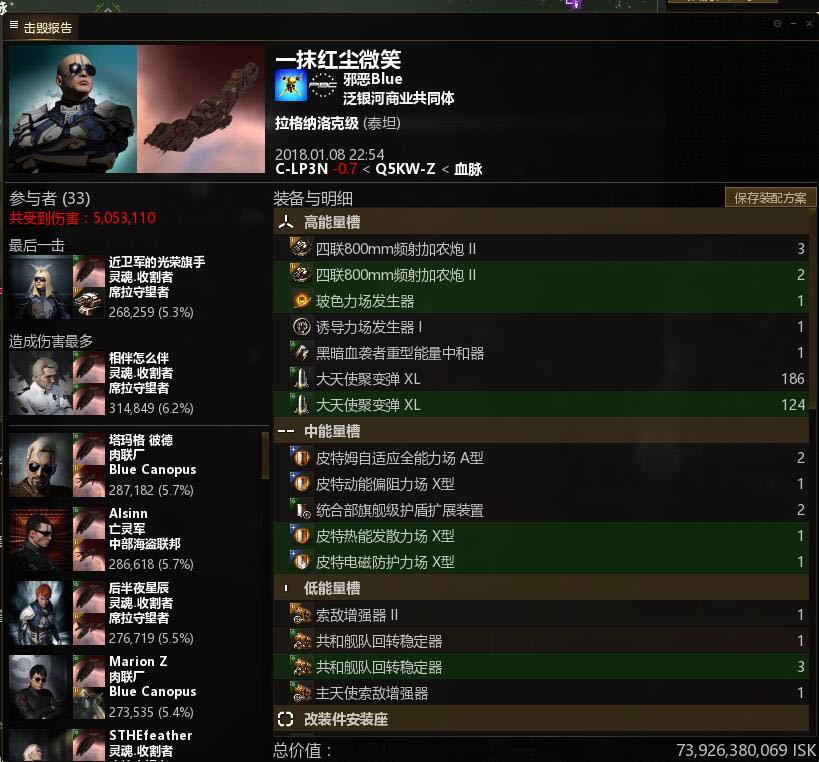 击毁报告
一抹红尘微笑
邪恶Blue
泛银河商业共同体
拉格纳洛克级 (泰坦)
2018.01.08 22:54
C-LP3N -0.7 < Q5KW-Z < 血脉
参与者 (33)
共受到伤害：5,053,110
最后一击
近卫军的光荣旗手
灵魂.收割者
席拉守望者
268,259 (5.3%)
造成伤害最多
相伴怎么伴
灵魂.收割者
席拉守望者
314,849 (6.2%)
塔玛格 彼德
肉联厂
Blue Canopus
287,182 (5.7%)
Alsinn
亡灵军
中部海盗联邦
286,618 (5.7%)
后半夜星辰
灵魂.收割者
席拉守望者
276,719 (5.5%)
Marion Z
肉联厂
Blue Canopus
273,535 (5.4%)
STHEfeather
灵魂.收割者
装备与明细
保存装配方案
高能量槽
四联800mm频射加农炮 II 3
四联800mm频射加农炮 II 2
玻色力场发生器 1
诱导力场发生器 I 1
黑暗血袭者重型能量中和器 1
大天使聚变弹 XL 186
大天使聚变弹 XL 124
中能量槽
皮特姆自适应全能力场 A型 2
皮特动能偏阻力场 X型 1
统合部旗舰级护盾扩展装置 2
皮特热能发散力场 X型 1
皮特电磁防护力场 X型 1
低能量槽
索敌增强器 II 1
共和舰队回转稳定器 1
共和舰队回转稳定器 3
主天使索敌增强器 1
改装件安装座
总价值： 73,926,380,069 ISK